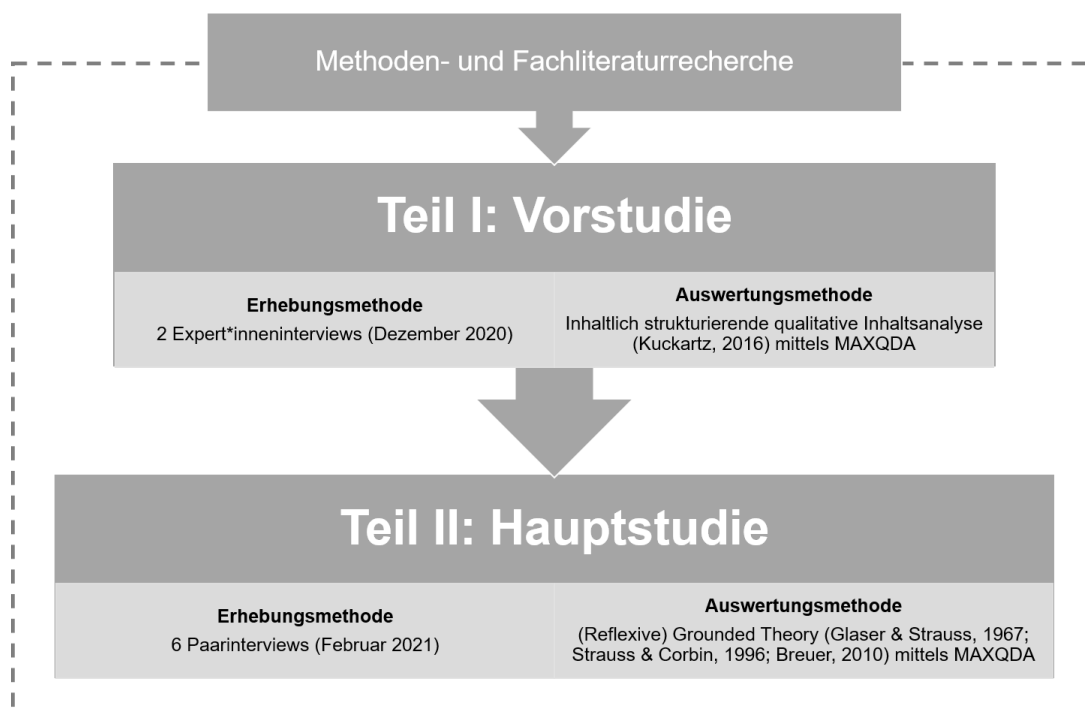 Methoden- und Fachliteraturrecherche
Teil I: Vorstudie
Erhebungsmethode
2 Expert*inneninterviews (Dezember 2020)
Auswertungsmethode
Inhaltlich strukturierende qualitative Inhaltsanalyse
(Kuckartz, 2016) mittels MAXQDA
Teil II: Hauptstudie
Erhebungsmethode
6 Paarinterviews (Februar 2021)
Auswertungsmethode
(Reflexive) Grounded Theory (Glaser & Strauss, 1967;
Strauss & Corbin, 1996; Breuer, 2010) mittels MAXQDA